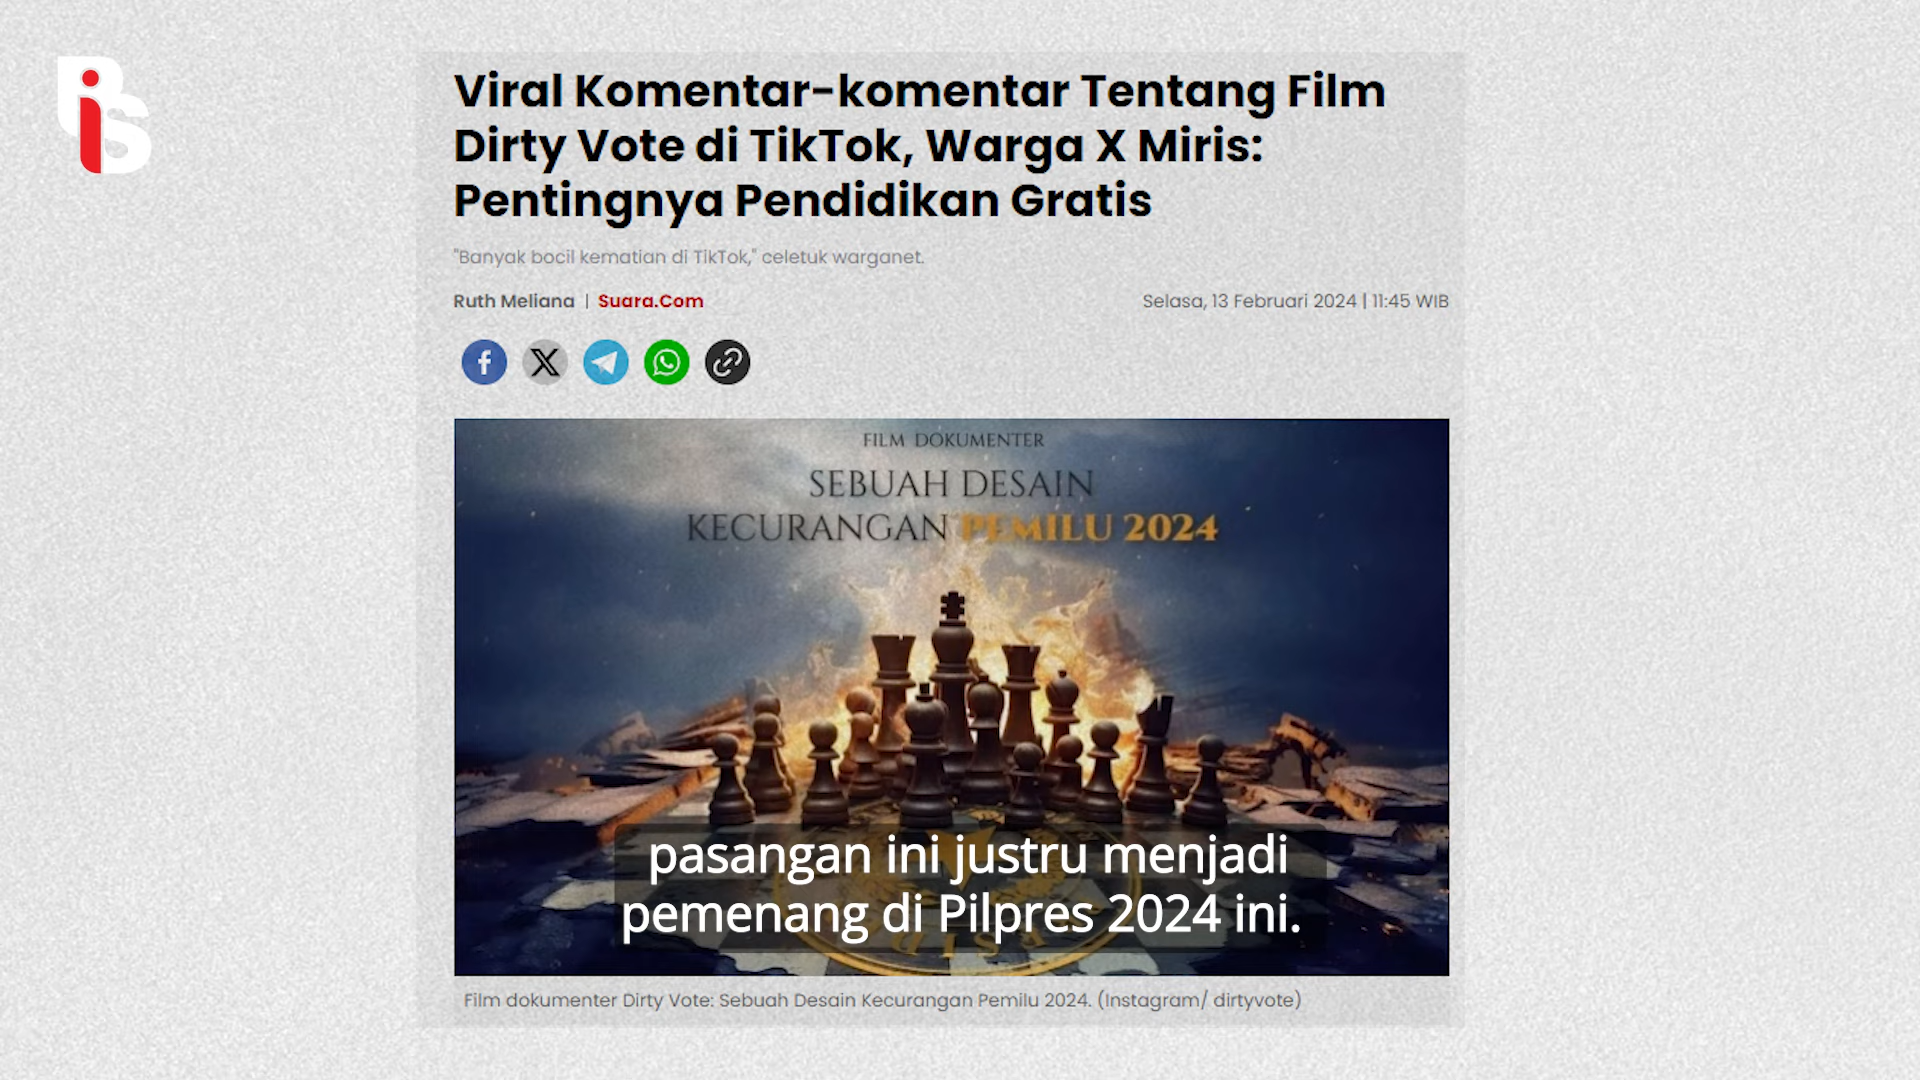 Bis
Viral Komentar-komentar Tentang Film
Dirty Vote di TikTok, Warga X Miris:
Pentingnya Pendidikan Gratis
"Banyak bocil kematian di TikTok," celetuk warganet.
Ruth Meliana | Suara.Com
Selasa, 13 Februari 2024 | 11:45 WIB
FILM DOKUMENTER
SEBUAH DESAIN
KECURANGAN PEMILU 2024
pasangan ini justru menjadi
pemenang di Pilpres 2024 ini.
Film dokumenter Dirty Vote: Sebuah Desain Kecurangan Pemilu 2024. (Instagram/ dirtyvote)